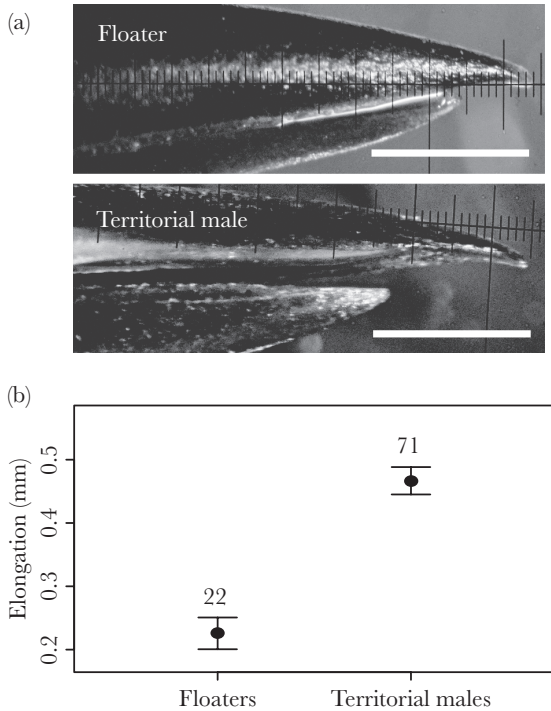 (a)
Floater
Territorial male
(b)
71
22
0.5
0.4
0.3
0.2
Elongation (mm)
Floaters
Territorial males